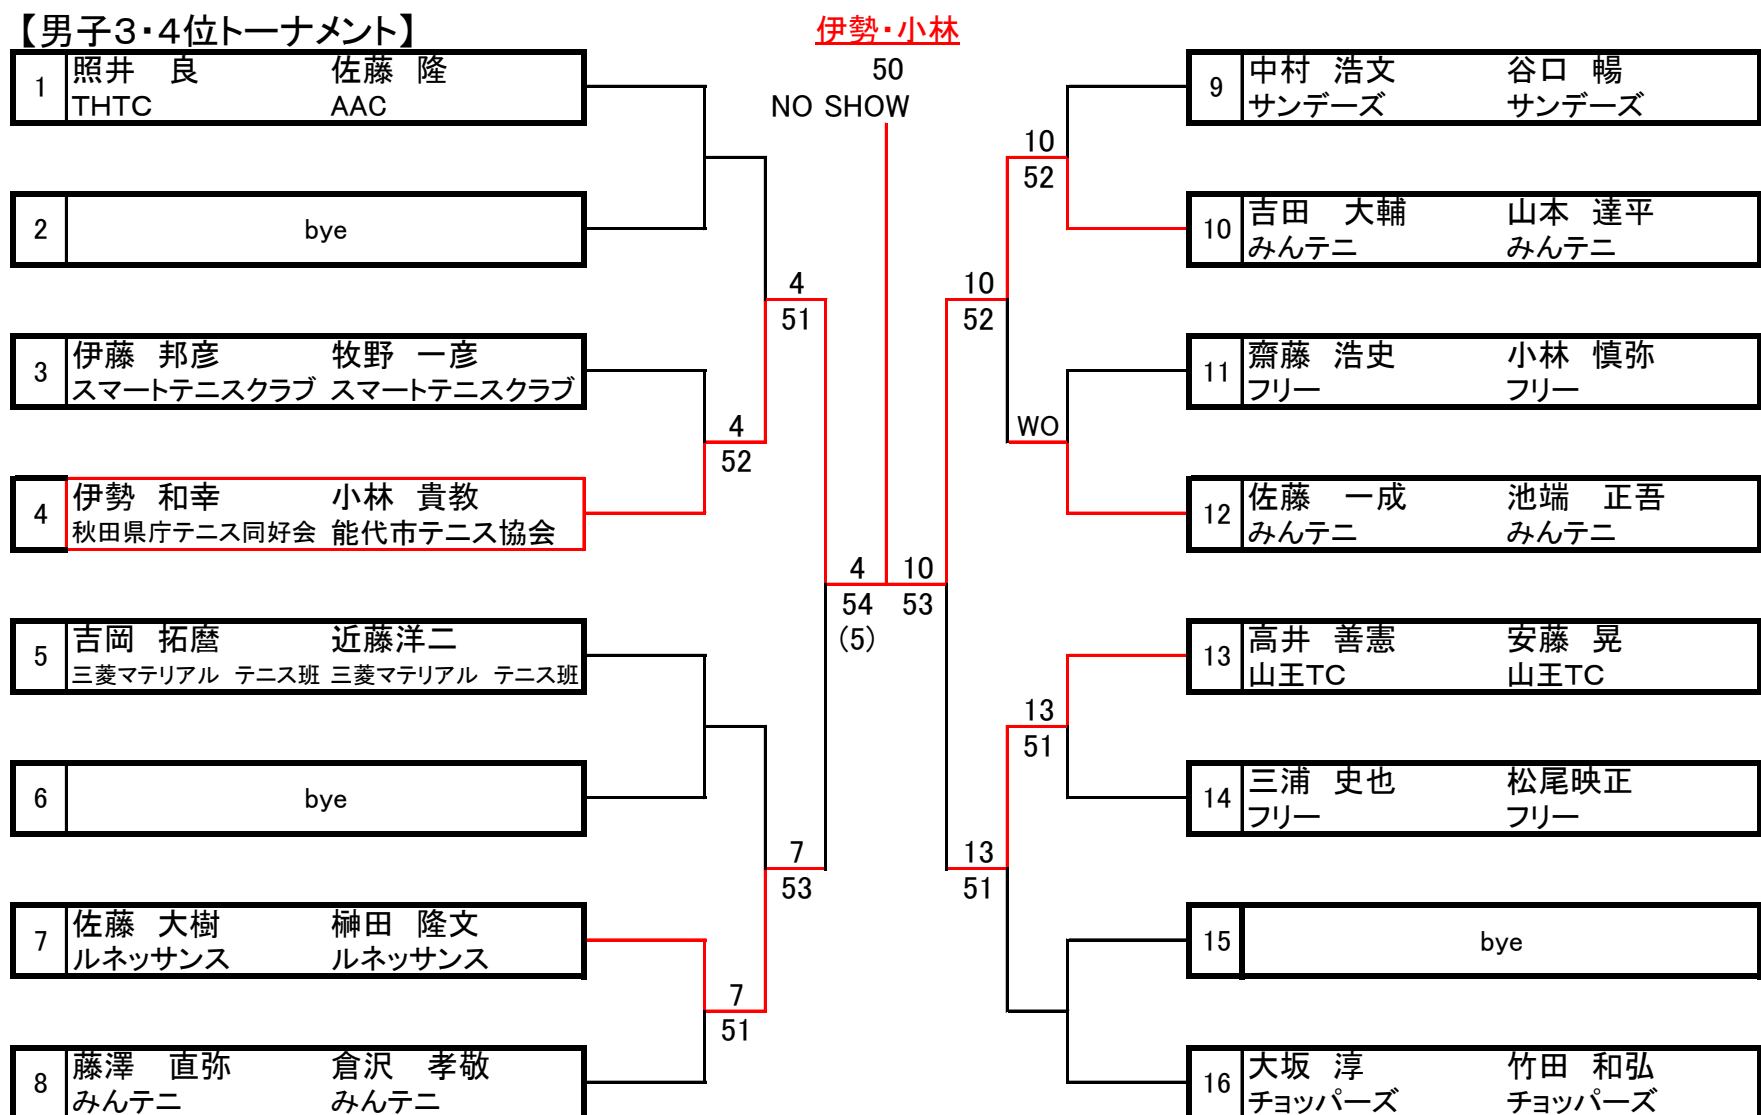 【男子３・４位トーナメント】
伊勢・小林
50
NO SHOW
1
照井　良　佐藤 隆
THTC　AAC
2
bye
3
伊藤 邦彦　牧野 一彦
スマートテニスクラブ スマートテニスクラブ
4
伊勢 和幸　小林 貴教
秋田県庁テニス同好会 能代市テニス協会
5
吉岡 拓麿　近藤洋二
三菱マテリアル テニス班 三菱マテリアル テニス班
6
bye
7
佐藤 大樹　榊田 隆文
ルネッサンス　ルネッサンス
8
藤澤　直弥　倉沢　孝敬
みんテニ　みんテニ
4
51
4
52
7
53
7
51
4
54
(5)
10
53
10
52
10
52
WO
13
51
13
51
9
中村 浩文　谷口 暢
サンデーズ　サンデーズ
10
吉田　大輔　山本 達平
みんテニ　みんテニ
11
齋藤 浩史　小林 慎弥
フリー　フリー
12
佐藤　一成　池端　正吾
みんテニ　みんテニ
13
高井 善憲　安藤 晃
山王TC　山王TC
14
三浦 史也　松尾映正
フリー　フリー
15
bye
16
大坂 淳　竹田 和弘
チョッパーズ　チョッパーズ